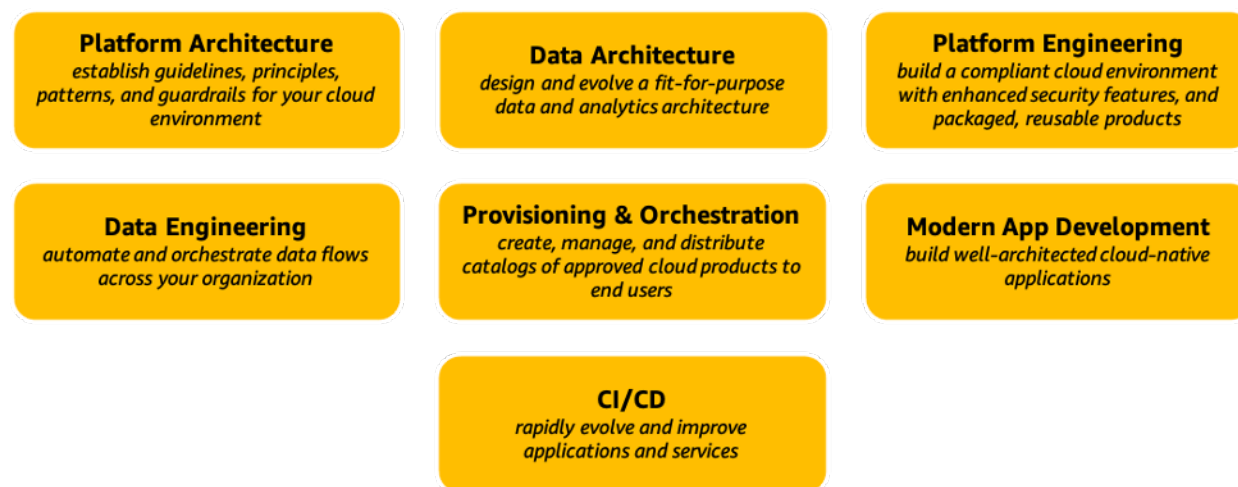 Platform Architecture
establish guidelines, principles,
patterns, and guardrails for your cloud
environment
Data Architecture
design and evolve a fit-for-purpose
data and analytics architecture
Platform Engineering
build a compliant cloud environment
with enhanced security features, and
packaged, reusable products
Data Engineering
automate and orchestrate data flows
across your organization
Provisioning & Orchestration
create, manage, and distribute
catalogs of approved cloud products to
end users
Modern App Development
build well-architected cloud-native
applications
CI/CD
rapidly evolve and improve
applications and services